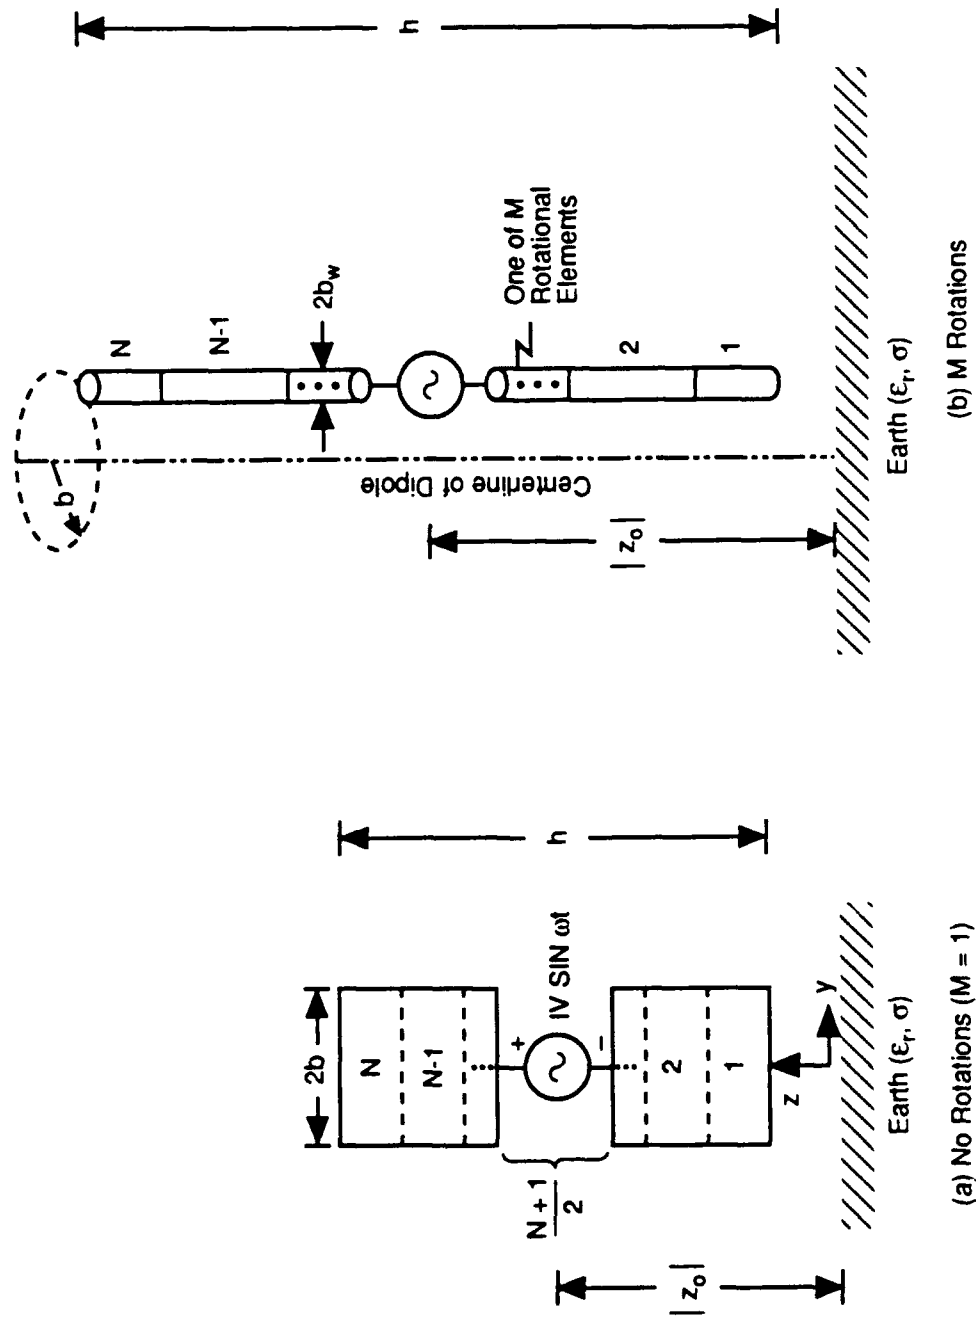 h
N
N-1
2b_w
One of M
Rotational
Elements
2
1
b
Centerline of Dipole
|z_o|
Earth (ε_r, σ)
(b) M Rotations
h
2b
N
N-1
+
IV SIN ωt
−
N + 1
2
2
1
z
y
|z_o|
Earth (ε_r, σ)
(a) No Rotations (M = 1)